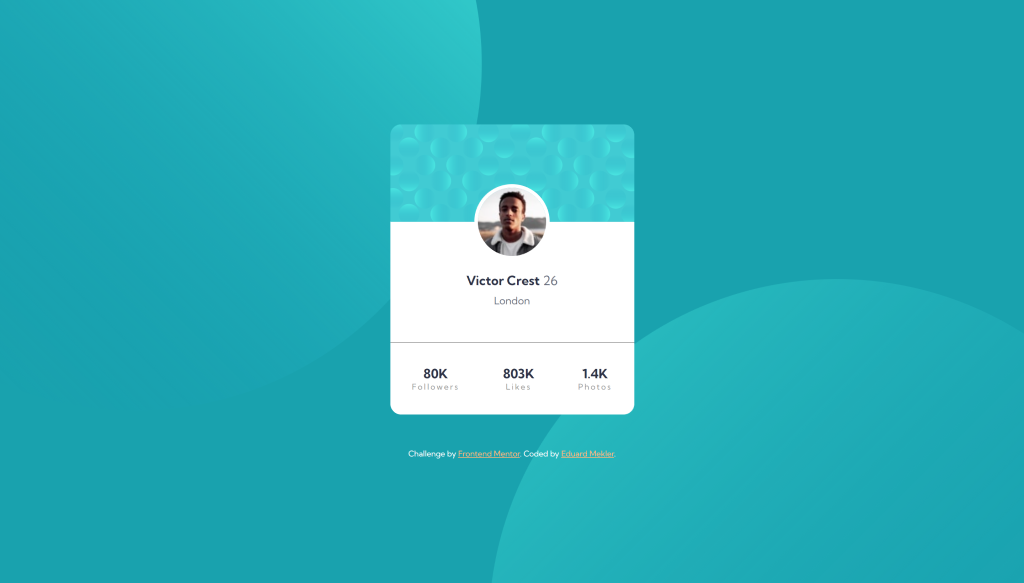 Victor Crest 26
London
80K 803K 1.4K
Followers Likes Photos
Challenge by Frontend Mentor. Coded by Eduard Mekler.